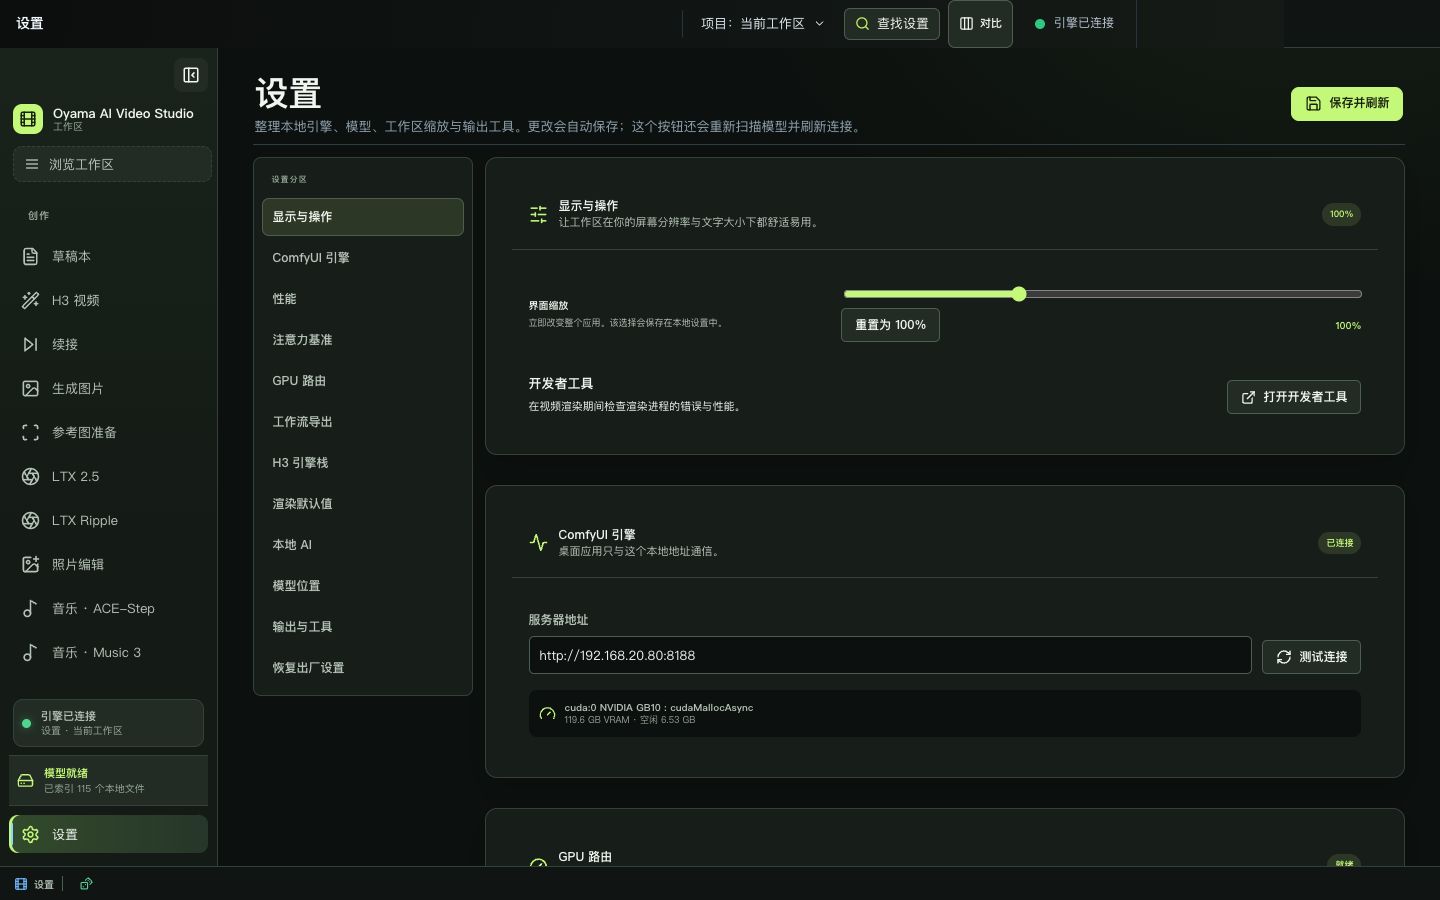 设置
项目：当前工作区
查找设置
对比
引擎已连接
Oyama AI Video Studio
工作区
浏览工作区
创作
草稿本
H3 视频
续接
生成图片
参考图准备
LTX 2.5
LTX Ripple
照片编辑
音乐 · ACE-Step
音乐 · Music 3
引擎已连接
设置 · 当前工作区
模型就绪
已索引 115 个本地文件
设置
设置
整理本地引擎、模型、工作区缩放与输出工具。更改会自动保存；这个按钮还会重新扫描模型并刷新连接。
保存并刷新
设置分区
显示与操作
ComfyUI 引擎
性能
注意力基准
GPU 路由
工作流导出
H3 引擎栈
渲染默认值
本地 AI
模型位置
输出与工具
恢复出厂设置
显示与操作
让工作区在你的屏幕分辨率与文字大小下都舒适易用。
100%
界面缩放
立即改变整个应用。该选择会保存在本地设置中。
重置为 100%
100%
开发者工具
在视频渲染期间检查渲染进程的错误与性能。
打开开发者工具
ComfyUI 引擎
桌面应用只与这个本地地址通信。
已连接
服务器地址
http://192.168.20.80:8188
测试连接
cuda:0 NVIDIA GB10 : cudaMallocAsync
119.6 GB VRAM · 空闲 6.53 GB
GPU 路由
就绪
设置